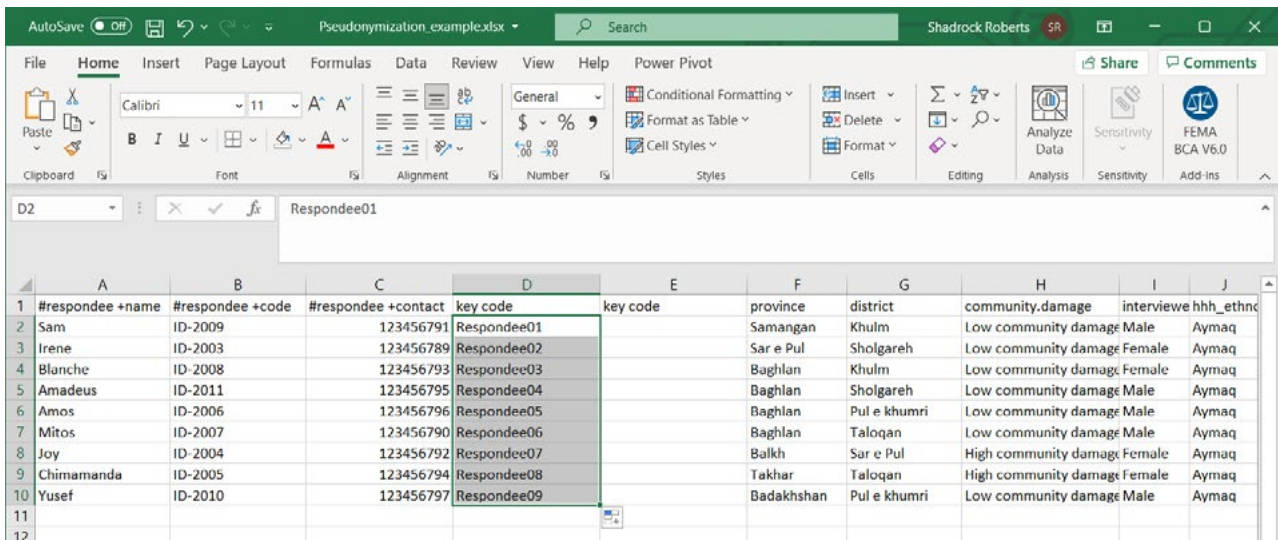 AutoSave Off Pseudonymization_example.xlsx Search Shadrock Roberts SR
File Home Insert Page Layout Formulas Data Review View Help Power Pivot Share Comments
Paste Calibri 11 A^ A˅ General Conditional Formatting Insert Analyze Data Sensitivity FEMA BCA V6.0
B I U A ab $ % 9 Format as Table Delete
Cell Styles Format
Clipboard Font Alignment Number Styles Cells Editing Analysis Sensitivity Add-Ins
D2 fx Respondee01
A B C D E F G H I J
1 #respondee +name #respondee +code #respondee +contact key code key code province district community.damage interviewe hhh_ethno
2 Sam ID-2009 123456791 Respondee01 Samangan Khulm Low community damage Male Aymaq
3 Irene ID-2003 123456789 Respondee02 Sar e Pul Sholgareh Low community damage Female Aymaq
4 Blanche ID-2008 123456793 Respondee03 Baghlan Khulm Low community damage Female Aymaq
5 Amadeus ID-2011 123456795 Respondee04 Baghlan Sholgareh Low community damage Male Aymaq
6 Amos ID-2006 123456796 Respondee05 Baghlan Pul e khumri Low community damage Male Aymaq
7 Mitos ID-2007 123456790 Respondee06 Baghlan Taloqan Low community damage Male Aymaq
8 Joy ID-2004 123456792 Respondee07 Balkh Sar e Pul High community damage Female Aymaq
9 Chimamanda ID-2005 123456794 Respondee08 Takhar Taloqan High community damage Female Aymaq
10 Yusef ID-2010 123456797 Respondee09 Badakhshan Pul e khumri Low community damage Male Aymaq
11
12